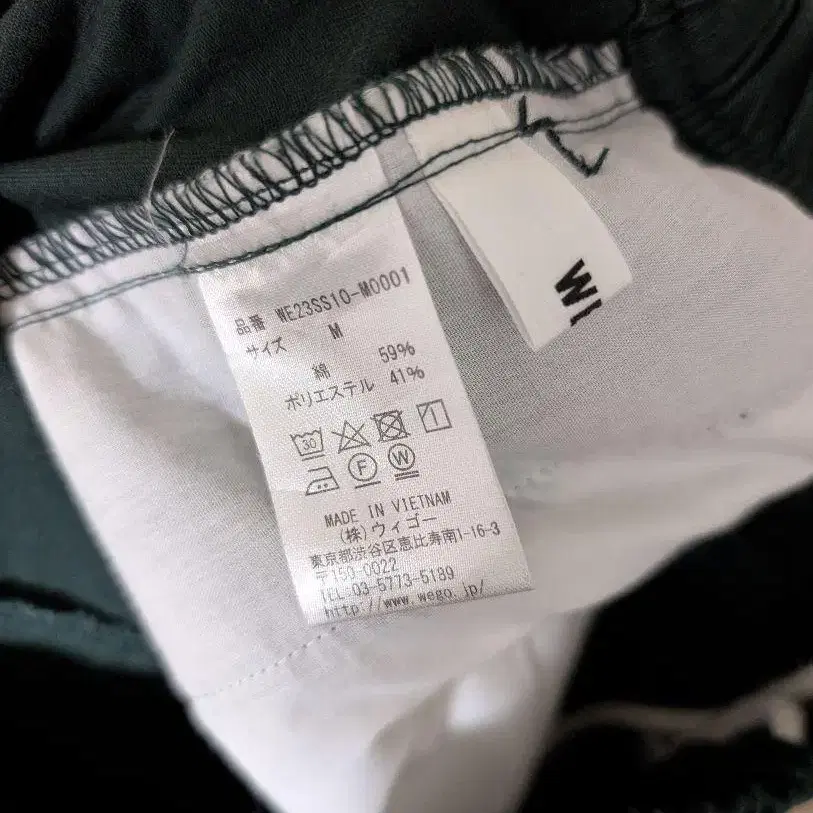 品番 WE23SS10-M0001
サイズ M
綿 59%
ポリエステル 41%
30
F W
MADE IN VIETNAM
(株)ウィゴー
東京都渋谷区恵比寿南1-16-3
〒150-0022
TEL 03-5773-5189
http://www.wego.jp/